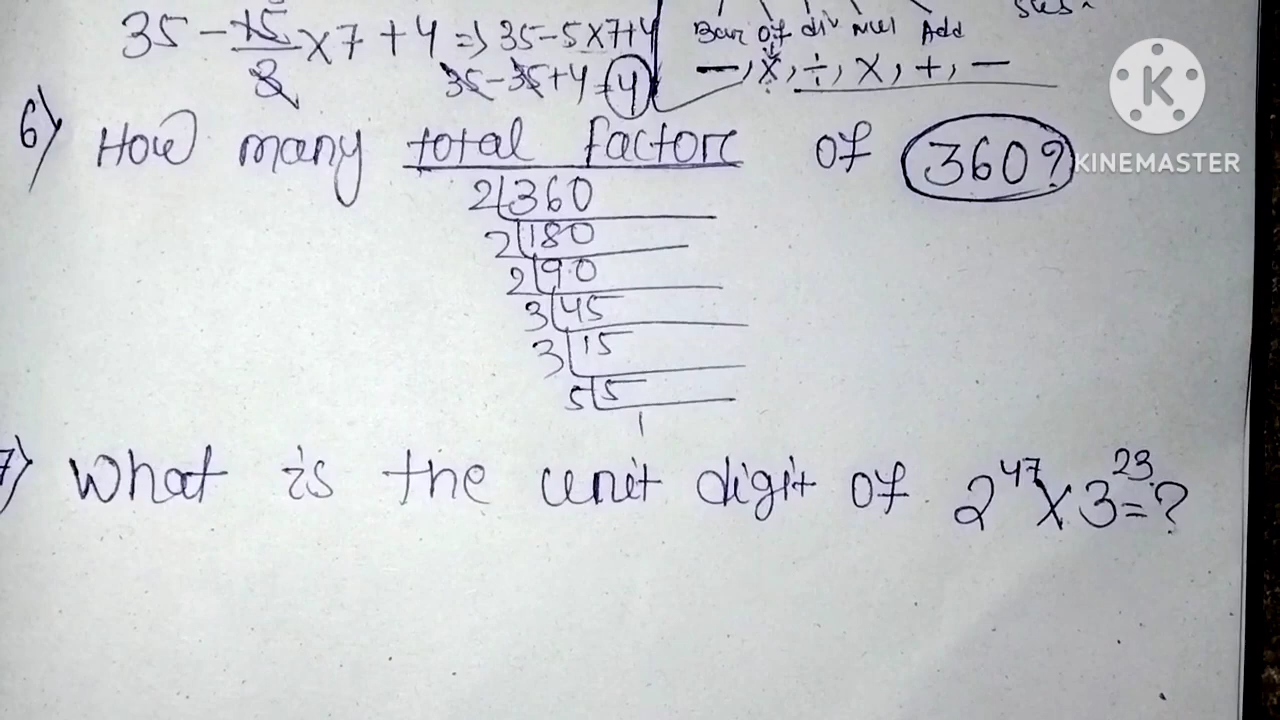 35 - 15/3 x 7 + 4 => 35 - 5 x 7 + 4
35 - 35 + 4 = 4
Of div Mul Add
—, x, ÷, x, +, —
6) How many total factors of 360?
2 360
2 180
2 90
3 45
3 15
5 5
1
7) What is the unit digit of 2^47 x 3^23 = ?
K
KINEMASTER